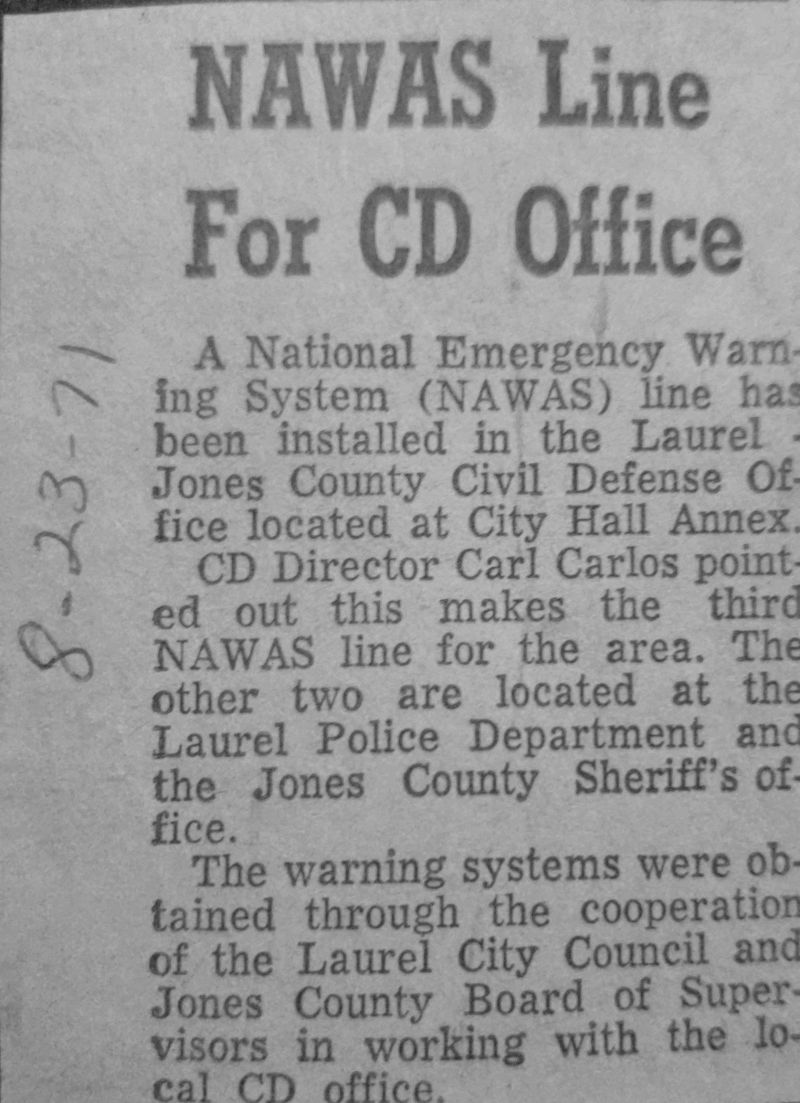 NAWAS Line
For CD Office
8-23-71
A National Emergency Warn-
ing System (NAWAS) line has
been installed in the Laurel -
Jones County Civil Defense Of-
fice located at City Hall Annex.
CD Director Carl Carlos point-
ed out this makes the third
NAWAS line for the area. The
other two are located at the
Laurel Police Department and
the Jones County Sheriff's of-
fice.
The warning systems were ob-
tained through the cooperation
of the Laurel City Council and
Jones County Board of Super-
visors in working with the lo-
cal CD office.